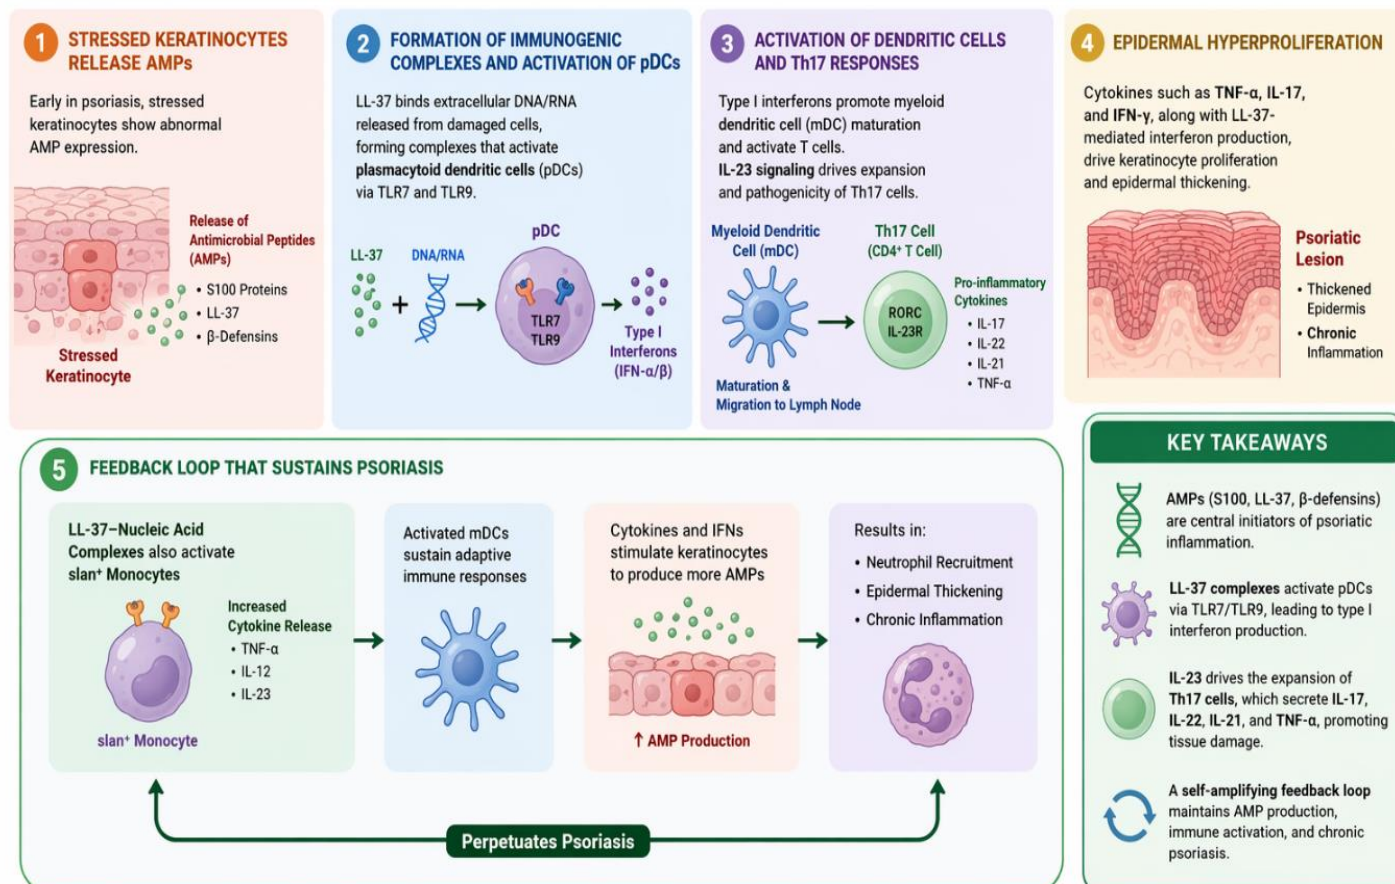 1
STRESSED KERATINOCYTES
RELEASE AMPs
Early in psoriasis, stressed
keratinocytes show abnormal
AMP expression.
Release of
Antimicrobial Peptides
(AMPs)
• S100 Proteins
• LL-37
• β-Defensins
Stressed
Keratinocyte
2
FORMATION OF IMMUNOGENIC
COMPLEXES AND ACTIVATION OF pDCs
LL-37 binds extracellular DNA/RNA
released from damaged cells,
forming complexes that activate
plasmacytoid dendritic cells (pDCs)
via TLR7 and TLR9.
pDC
LL-37
DNA/RNA
+
TLR7
TLR9
Type I
Interferons
(IFN-α/β)
3
ACTIVATION OF DENDRITIC CELLS
AND Th17 RESPONSES
Type I interferons promote myeloid
dendritic cell (mDC) maturation
and activate T cells.
IL-23 signaling drives expansion
and pathogenicity of Th17 cells.
Myeloid Dendritic
Cell (mDC)
Th17 Cell
(CD4⁺ T Cell)
RORC
IL-23R
Pro-inflammatory
Cytokines
• IL-17
• IL-22
• IL-21
• TNF-α
Maturation &
Migration to Lymph Node
4
EPIDERMAL HYPERPROLIFERATION
Cytokines such as TNF-α, IL-17,
and IFN-γ, along with LL-37-
mediated interferon production,
drive keratinocyte proliferation
and epidermal thickening.
Psoriatic
Lesion
• Thickened
Epidermis
• Chronic
Inflammation
5
FEEDBACK LOOP THAT SUSTAINS PSORIASIS
LL-37–Nucleic Acid
Complexes also activate
slan⁺ Monocytes
Increased
Cytokine Release
• TNF-α
• IL-12
• IL-23
slan⁺ Monocyte
Activated mDCs
sustain adaptive
immune responses
Cytokines and IFNs
stimulate keratinocytes
to produce more AMPs
↑ AMP Production
Results in:
• Neutrophil Recruitment
• Epidermal Thickening
• Chronic Inflammation
Perpetuates Psoriasis
KEY TAKEAWAYS
AMPs (S100, LL-37, β-defensins)
are central initiators of psoriatic
inflammation.
LL-37 complexes activate pDCs
via TLR7/TLR9, leading to type I
interferon production.
IL-23 drives the expansion of
Th17 cells, which secrete IL-17,
IL-22, IL-21, and TNF-α, promoting
tissue damage.
A self-amplifying feedback loop
maintains AMP production,
immune activation, and chronic
psoriasis.